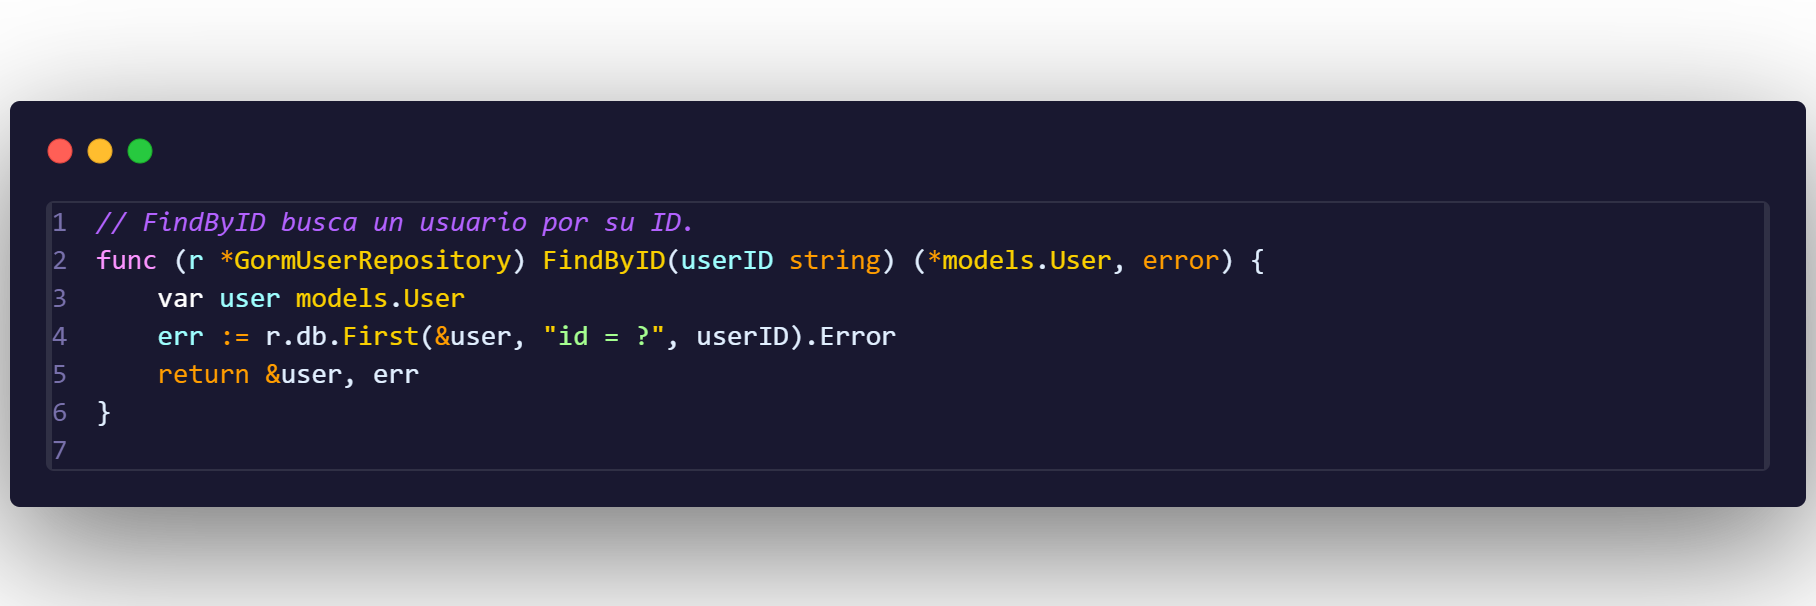 1 // FindByID busca un usuario por su ID.
2 func (r *GormUserRepository) FindByID(userID string) (*models.User, error) {
3     var user models.User
4     err := r.db.First(&user, "id = ?", userID).Error
5     return &user, err
6 }
7